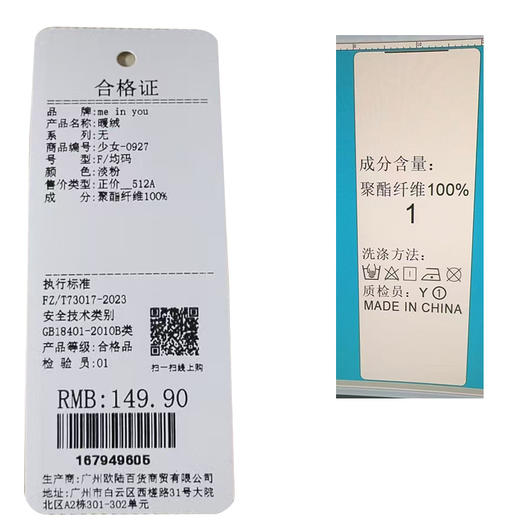 合格证
品    牌:me in you
产品名称:暖绒
系    列:无
商品编号:少女-0927
号    型:F/均码
颜    色:淡粉
售价类型:正价__512A
成    分:聚酯纤维100%
执行标准
FZ/T73017-2023
安全技术类别
GB18401-2010B类
产品等级:合格品
检 验 员:01
扫一扫线上购
RMB:149.90
167949605
生产商:广州欧陆百货商贸有限公司
地址:广州市白云区西槎路31号大院
北区A2栋301-302单元
成分含量:
聚酯纤维100%
1
洗涤方法:
质检员: Y ①
MADE IN CHINA